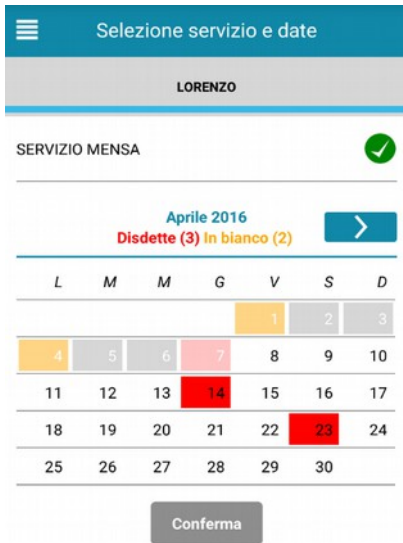 Selezione servizio e date
LORENZO
SERVIZIO MENSA
Aprile 2016
Disdette (3) In bianco (2)
L M M G V S D
1 2 3
4 5 6 7 8 9 10
11 12 13 14 15 16 17
18 19 20 21 22 23 24
25 26 27 28 29 30
Conferma